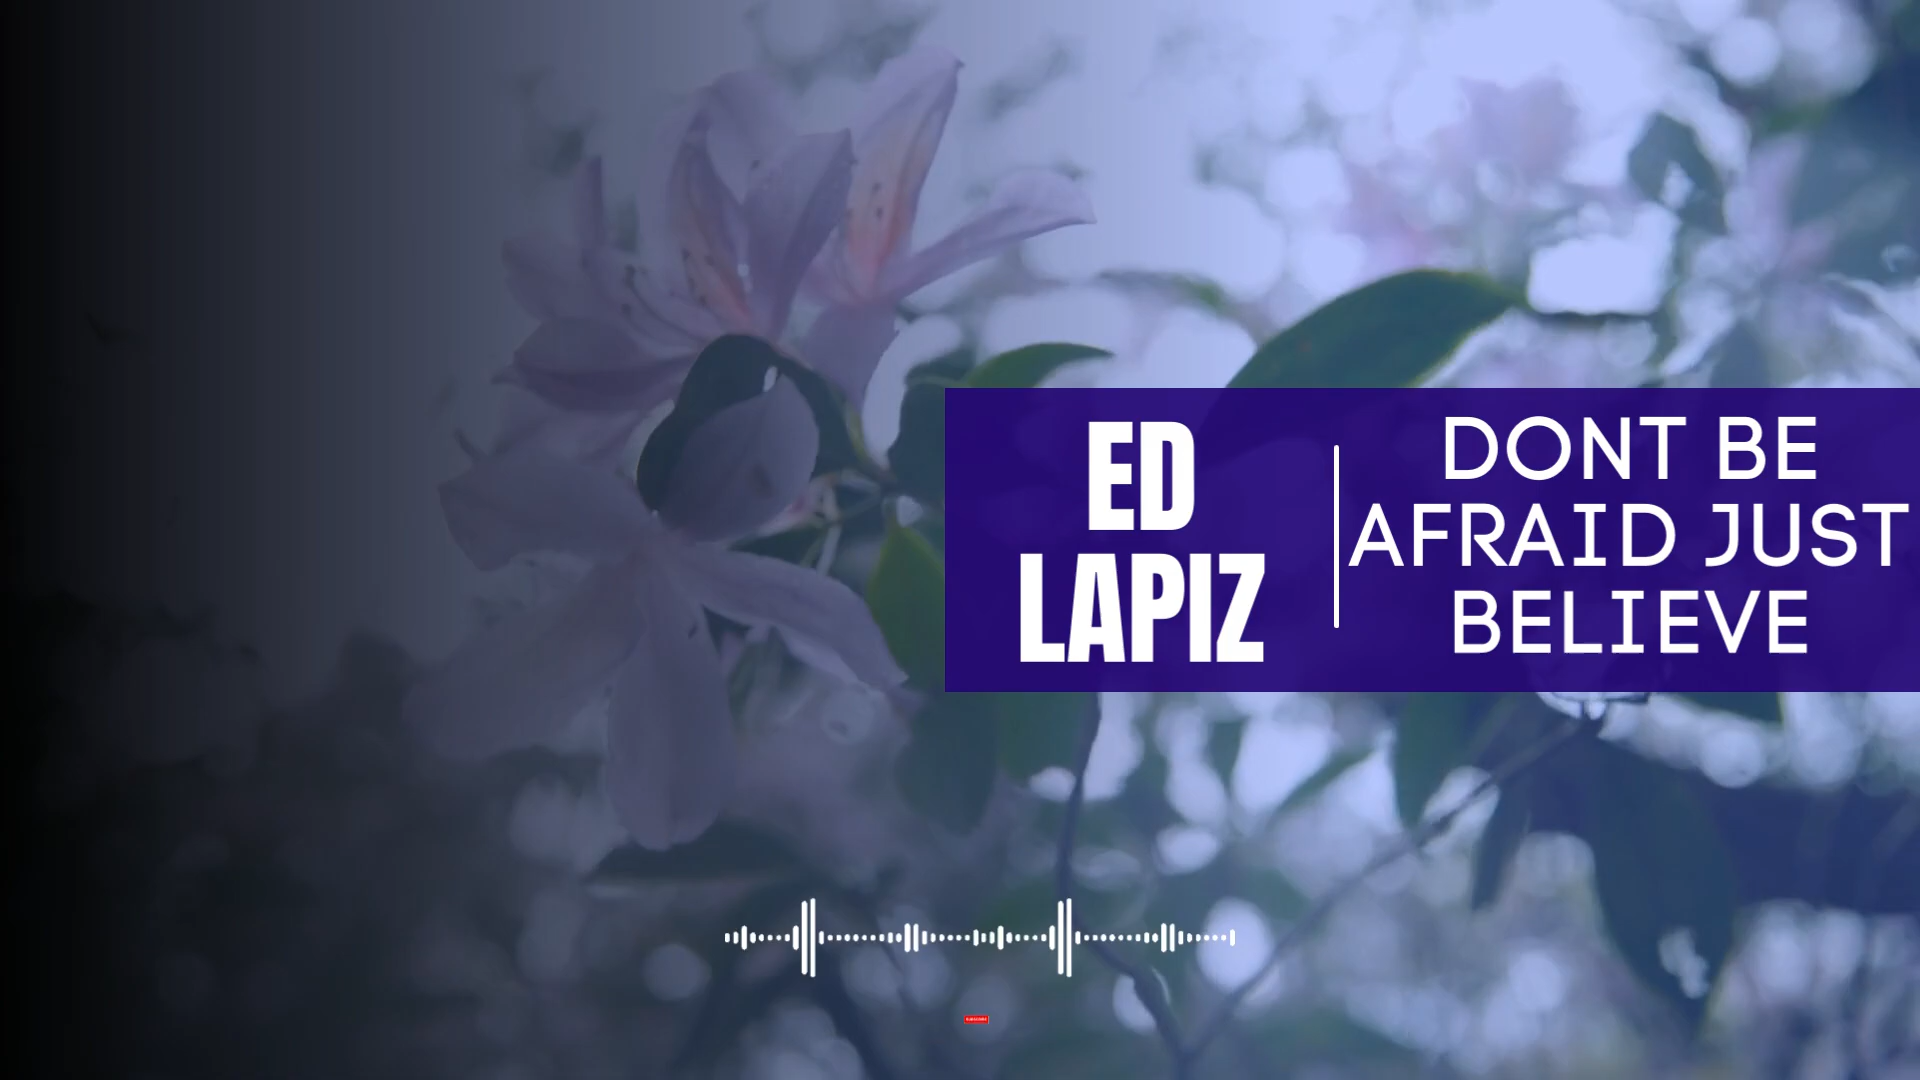 ED
LAPIZ
DONT BE
AFRAID JUST
BELIEVE